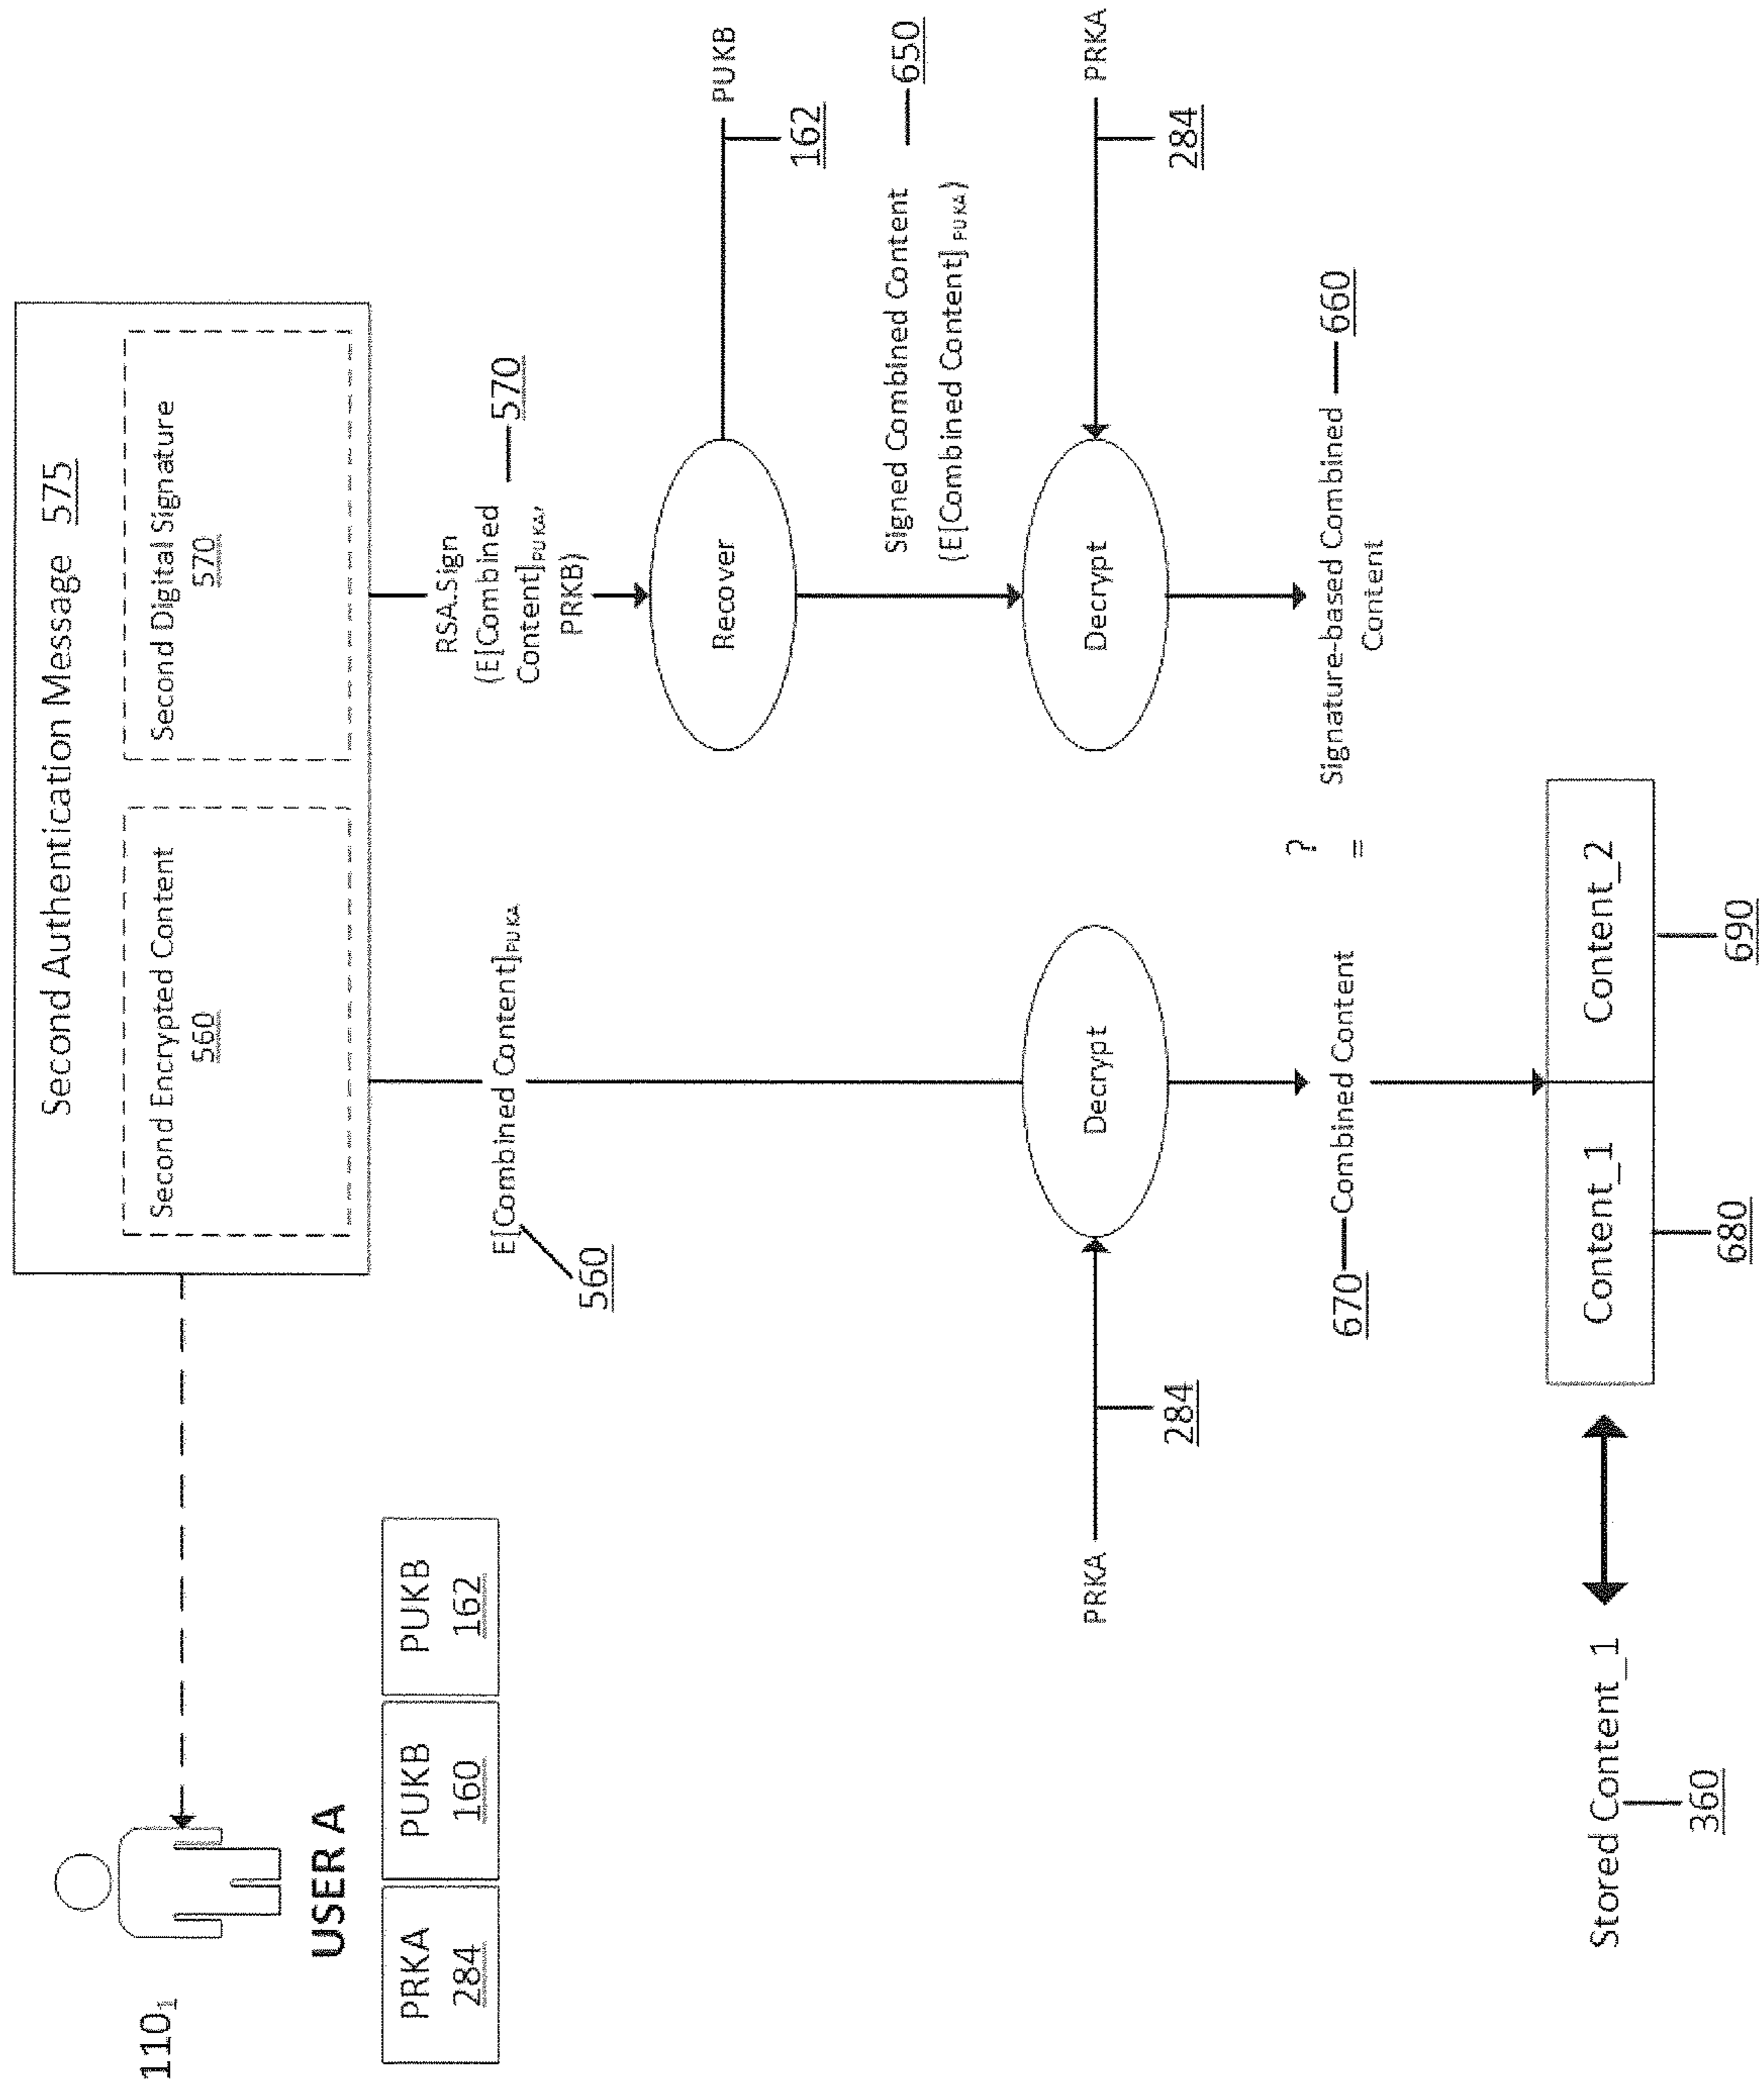 Second Authentication Message 575
Second Encrypted Content
560
Second Digital Signature
570
110₁
USER A
PRKA
284
PUKB
160
PUKB
162
E[Combined Content]PUKA
560
RSA.Sign
(E[Combined
Content]PUKA,
PRKB)
570
Recover
PUKB
162
Signed Combined Content
(E[Combined Content] PUKA)
650
PRKA
284
Decrypt
Decrypt
PRKA
284
670
Combined Content
?
=
Signature-based Combined
Content
660
Stored Content_1
360
Content_1
680
Content_2
690